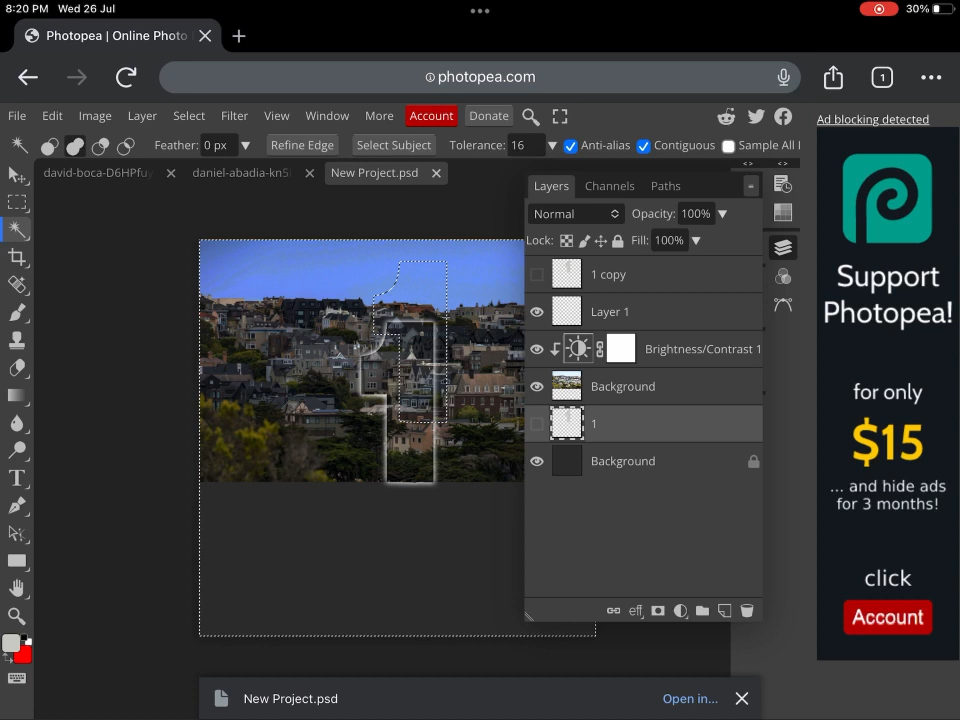 8:20 PM Wed 26 Jul
30%
Photopea | Online Photo
photopea.com
1
File Edit Image Layer Select Filter View Window More Account Donate
Ad blocking detected
Feather: 0 px Refine Edge Select Subject Tolerance: 16 Anti-alias Contiguous Sample All
david-boca-D6HPfuy
daniel-abadia-kn5
New Project.psd
Layers Channels Paths
Normal Opacity: 100%
Lock: Fill: 100%
1 copy
Layer 1
Brightness/Contrast 1
Background
1
Background
eff
Support
Photopea!
for only
$15
... and hide ads
for 3 months!
click
Account
New Project.psd
Open in...